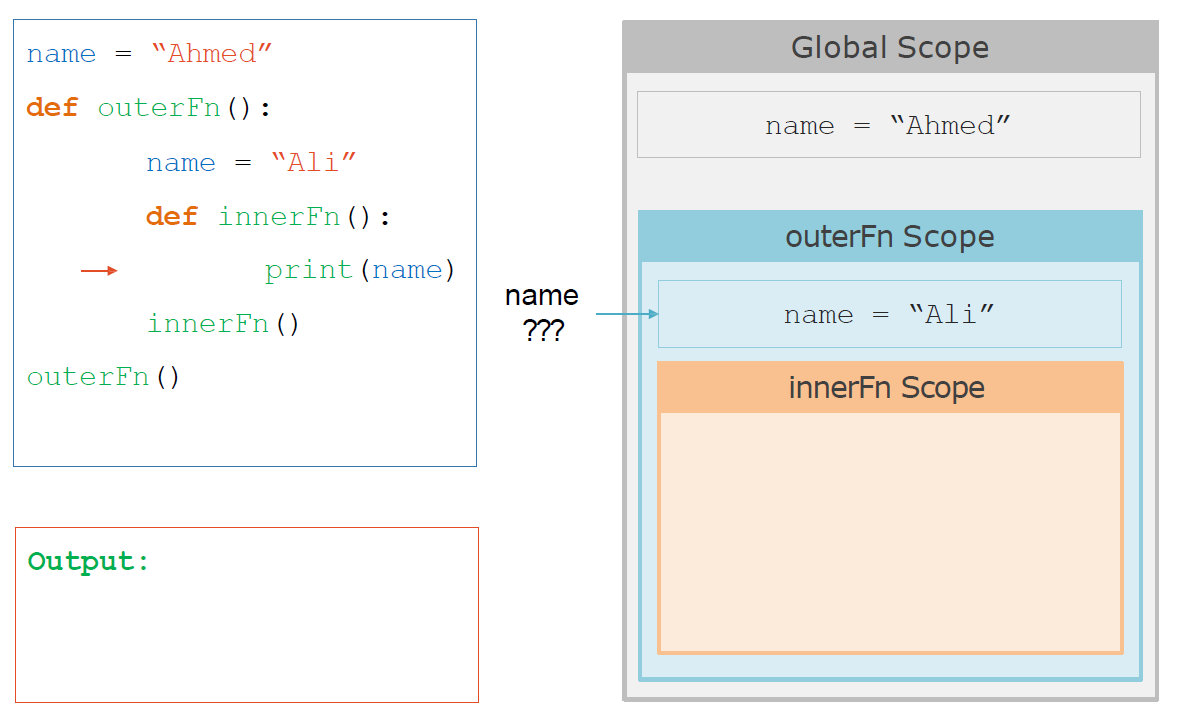 name = “Ahmed”
def outerFn():
name = “Ali”
def innerFn():
print(name)
innerFn()
outerFn()
Output:
name
???
Global Scope
name = “Ahmed”
outerFn Scope
name = “Ali”
innerFn Scope